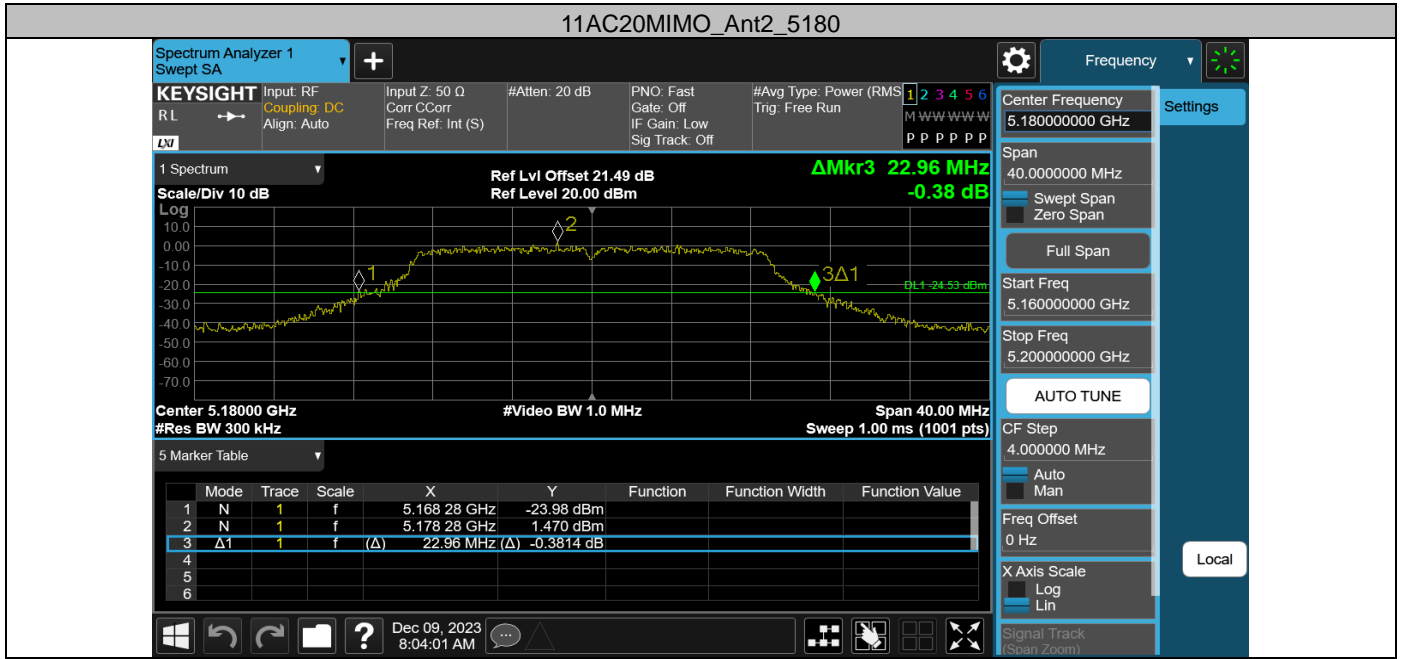 11AC20MIMO_Ant2_5180
Spectrum Analyzer 1
Swept SA
Frequency
KEYSIGHT
RL
LXI
Input: RF
Coupling: DC
Align: Auto
Input Z: 50 Ω
Corr CCorr
Freq Ref: Int (S)
#Atten: 20 dB
PNO: Fast
Gate: Off
IF Gain: Low
Sig Track: Off
#Avg Type: Power (RMS
Trig: Free Run
1 2 3 4 5 6
M W W W W W
P P P P P P
1 Spectrum
Scale/Div 10 dB
Ref Lvl Offset 21.49 dB
Ref Level 20.00 dBm
ΔMkr3 22.96 MHz
-0.38 dB
Log
10.0
0.00
-10.0
-20.0
-30.0
-40.0
-50.0
-60.0
-70.0
1
2
3Δ1
DL1 -24.53 dBm
Center 5.18000 GHz
#Video BW 1.0 MHz
Span 40.00 MHz
#Res BW 300 kHz
Sweep 1.00 ms (1001 pts)
5 Marker Table
Mode Trace Scale X Y Function Function Width Function Value
1 N 1 f 5.168 28 GHz -23.98 dBm
2 N 1 f 5.178 28 GHz 1.470 dBm
3 Δ1 1 f (Δ) 22.96 MHz (Δ) -0.3814 dB
4
5
6
Dec 09, 2023
8:04:01 AM
Center Frequency
5.180000000 GHz
Settings
Span
40.0000000 MHz
Swept Span
Zero Span
Full Span
Start Freq
5.160000000 GHz
Stop Freq
5.200000000 GHz
AUTO TUNE
CF Step
4.000000 MHz
Auto
Man
Freq Offset
0 Hz
X Axis Scale
Log
Lin
Signal Track
(Span Zoom)
Local